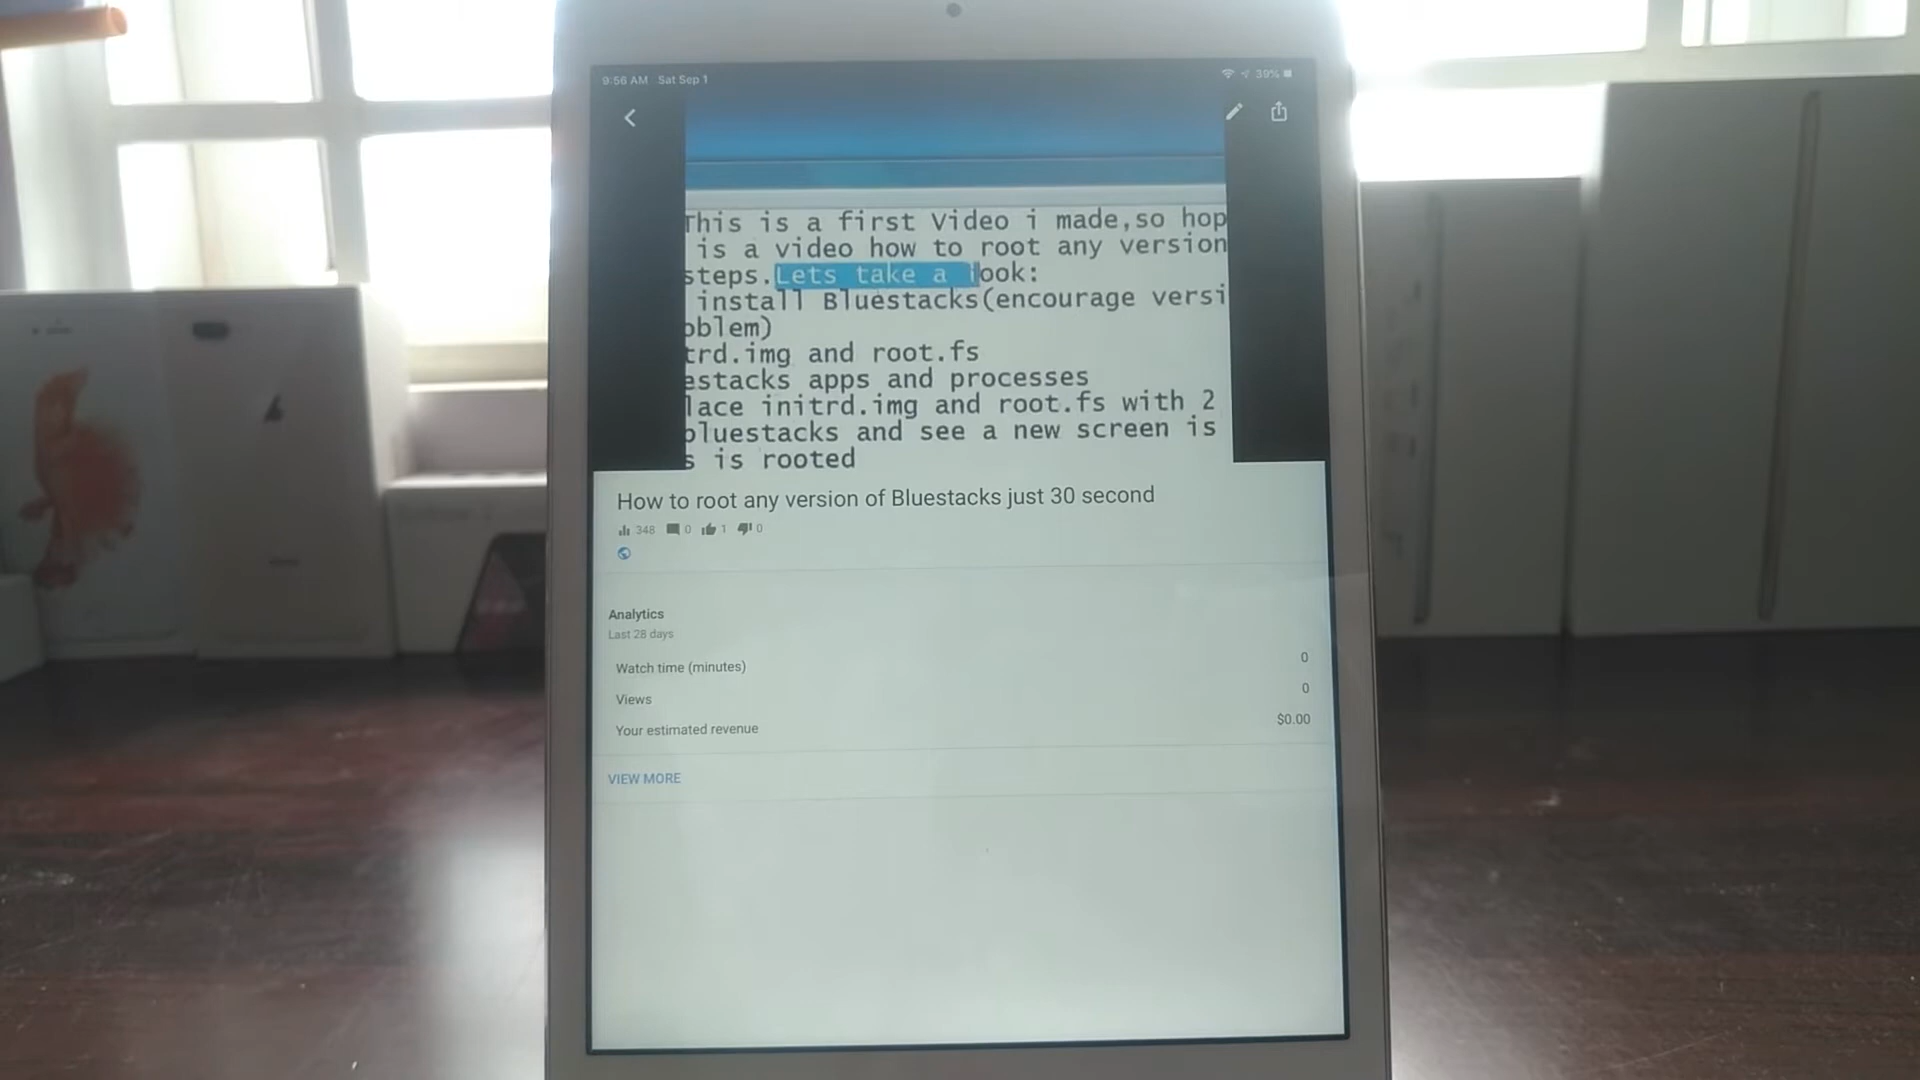 9:56 AM Sat Sep 1
39%
This is a first Video i made,so hop
is a video how to root any version
steps.Lets take a look:
install Bluestacks(encourage versi
oblem)
trd.img and root.fs
estacks apps and processes
lace initrd.img and root.fs with 2
bluestacks and see a new screen is
s is rooted
How to root any version of Bluestacks just 30 second
348 0 1 0
Analytics
Last 28 days
Watch time (minutes) 0
Views 0
Your estimated revenue $0.00
VIEW MORE